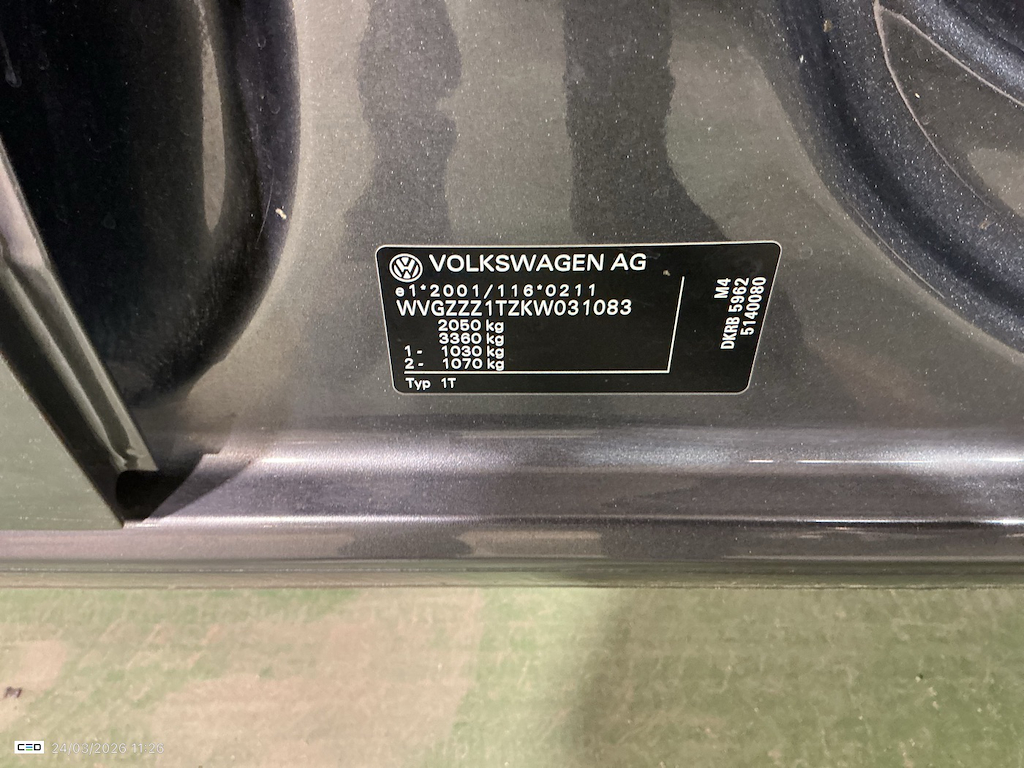 VOLKSWAGEN AG
e1*2001/116*0211
WVGZZZ1TZKW031083
2050 kg
3360 kg
1- 1030 kg
2- 1070 kg
Typ 1T
M4
DKRB 5962
5140080
CEO 24/03/2026 11:26